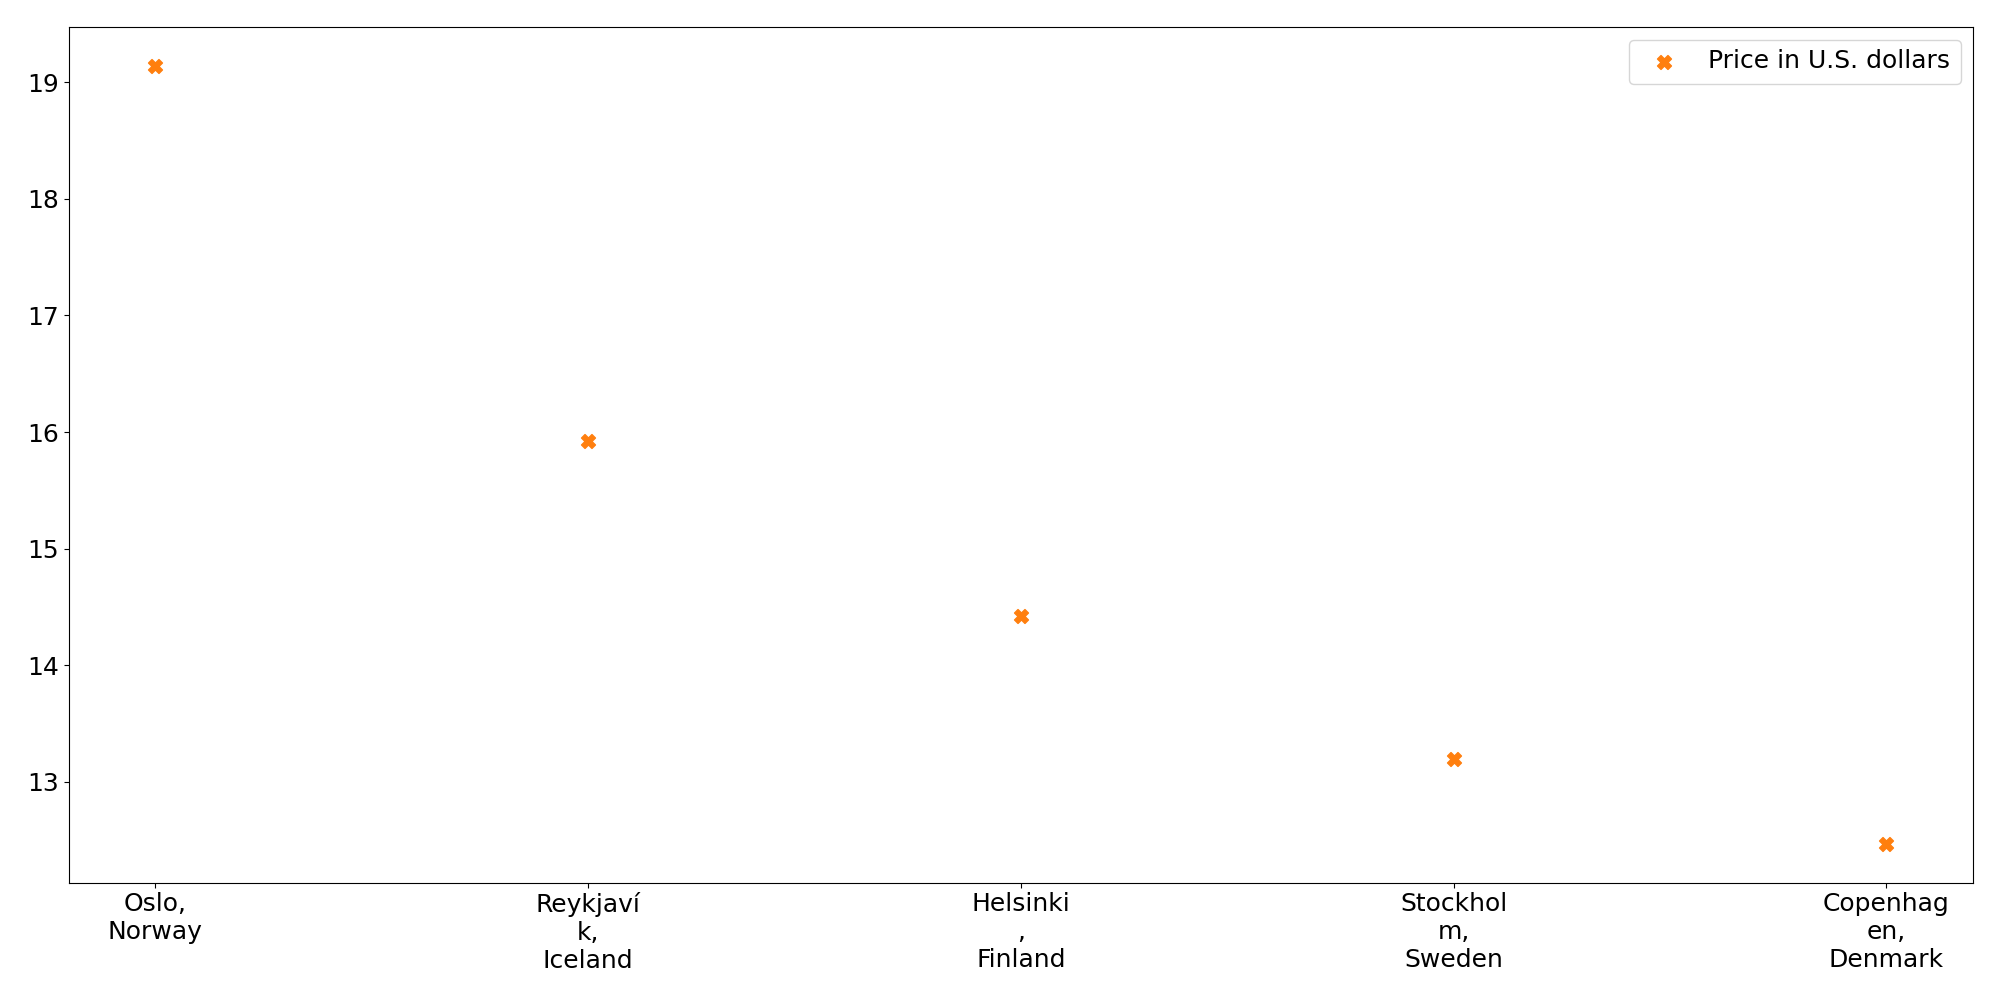 Price in U.S. dollars
19
18
17
16
15
14
13
Oslo,
Norway
Reykjaví
k,
Iceland
Helsinki
,
Finland
Stockhol
m,
Sweden
Copenhag
en,
Denmark